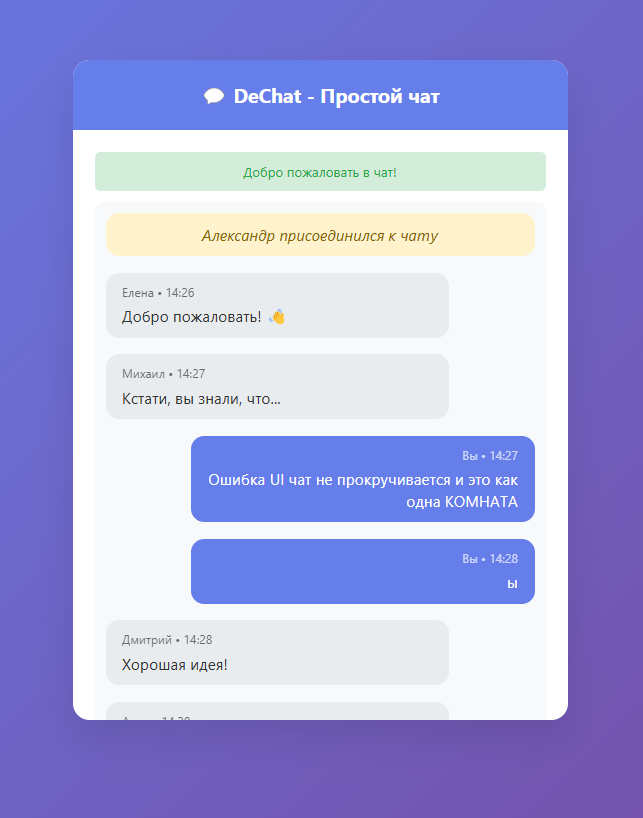 DeChat - Простой чат
Добро пожаловать в чат!
Александр присоединился к чату
Елена • 14:26
Добро пожаловать! 👋
Михаил • 14:27
Кстати, вы знали, что...
Вы • 14:27
Ошибка UI чат не прокручивается и это как
одна КОМНАТА
Вы • 14:28
ы
Дмитрий • 14:28
Хорошая идея!